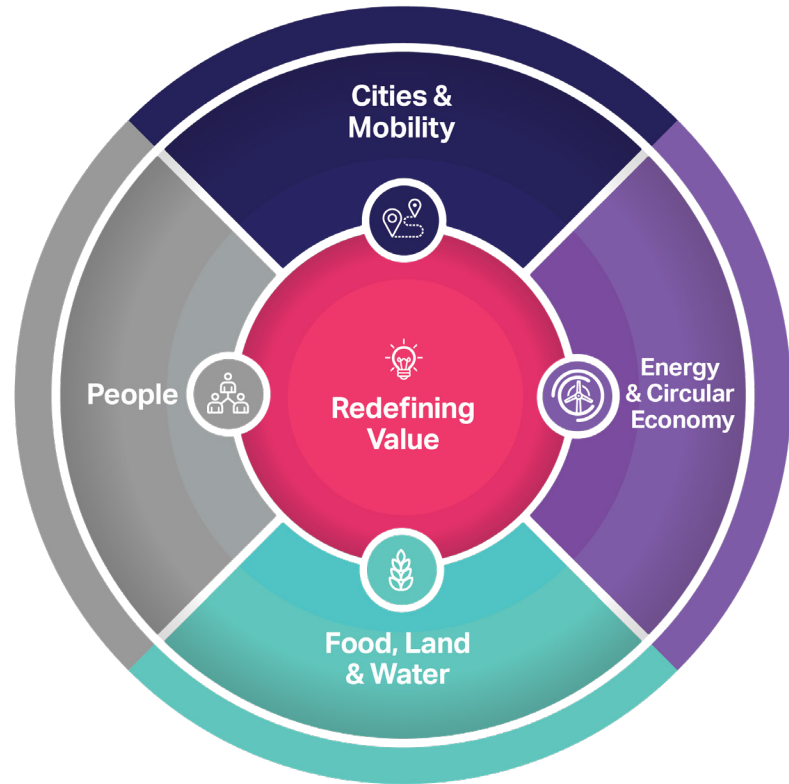 Cities &
Mobility
People
Redefining
Value
Energy
& Circular
Economy
Food, Land
& Water